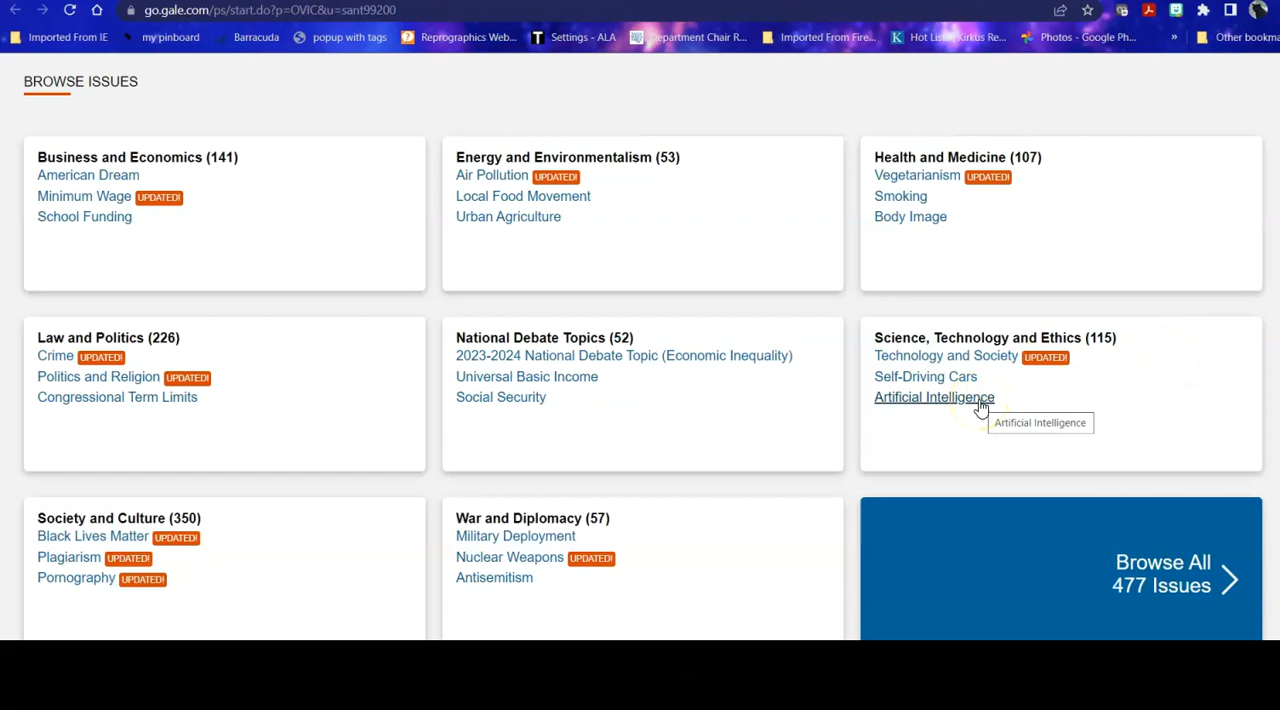 go.gale.com/ps/start.do?p=OVIC&u=sant99200
Imported From IE
my pinboard
Barracuda
popup with tags
Reprographics Web...
Settings - ALA
Department Chair R...
Imported From Fire...
Photos - Google Ph...
»
Other bookma
BROWSE ISSUES
Business and Economics (141)
American Dream
Minimum Wage UPDATED!
School Funding
Energy and Environmentalism (53)
Air Pollution UPDATED!
Local Food Movement
Urban Agriculture
Health and Medicine (107)
Vegetarianism UPDATED!
Smoking
Body Image
Law and Politics (226)
Crime UPDATED!
Politics and Religion UPDATED!
Congressional Term Limits
National Debate Topics (52)
2023-2024 National Debate Topic (Economic Inequality)
Universal Basic Income
Social Security
Science, Technology and Ethics (115)
Technology and Society UPDATED!
Self-Driving Cars
Artificial Intelligence
Artificial Intelligence
Society and Culture (350)
Black Lives Matter UPDATED!
Plagiarism UPDATED!
Pornography UPDATED!
War and Diplomacy (57)
Military Deployment
Nuclear Weapons UPDATED!
Antisemitism
Browse All
477 Issues